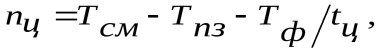 nц = Tсм - Tпз - Tф / tц ,